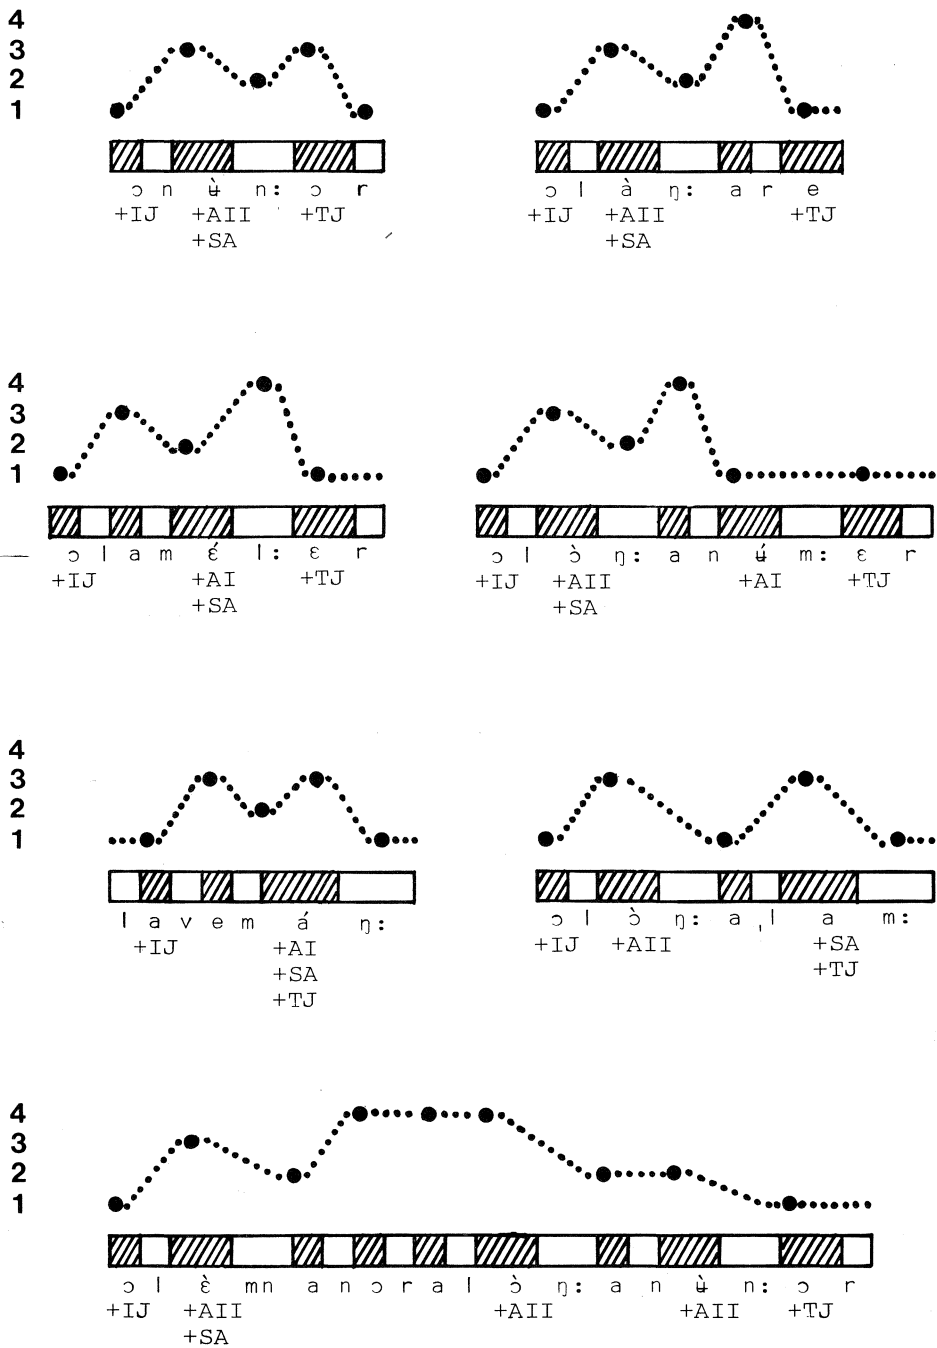 4
3
2
1
ɔ n ʉ̀ n: ɔ r
+IJ +AII +TJ
+SA
ɔ l à ŋ: a r e
+IJ +AII +TJ
+SA
4
3
2
1
ɔ l a m ɛ́ l: ɛ r
+IJ +AI +TJ
+SA
ɔ l ɔ̀ ŋ: a n ʉ́ m: ɛ r
+IJ +AII +AI +TJ
+SA
4
3
2
1
l a v e m á ŋ:
+IJ +AI
+SA
+TJ
ɔ l ɔ̀ ŋ: a ˌl a m:
+IJ +AII +SA
+TJ
4
3
2
1
ɔ l ɛ̀ mn a n ɔ r a l ɔ̀ ŋ: a n ʉ̀ n: ɔ r
+IJ +AII +AII +AII +TJ
+SA